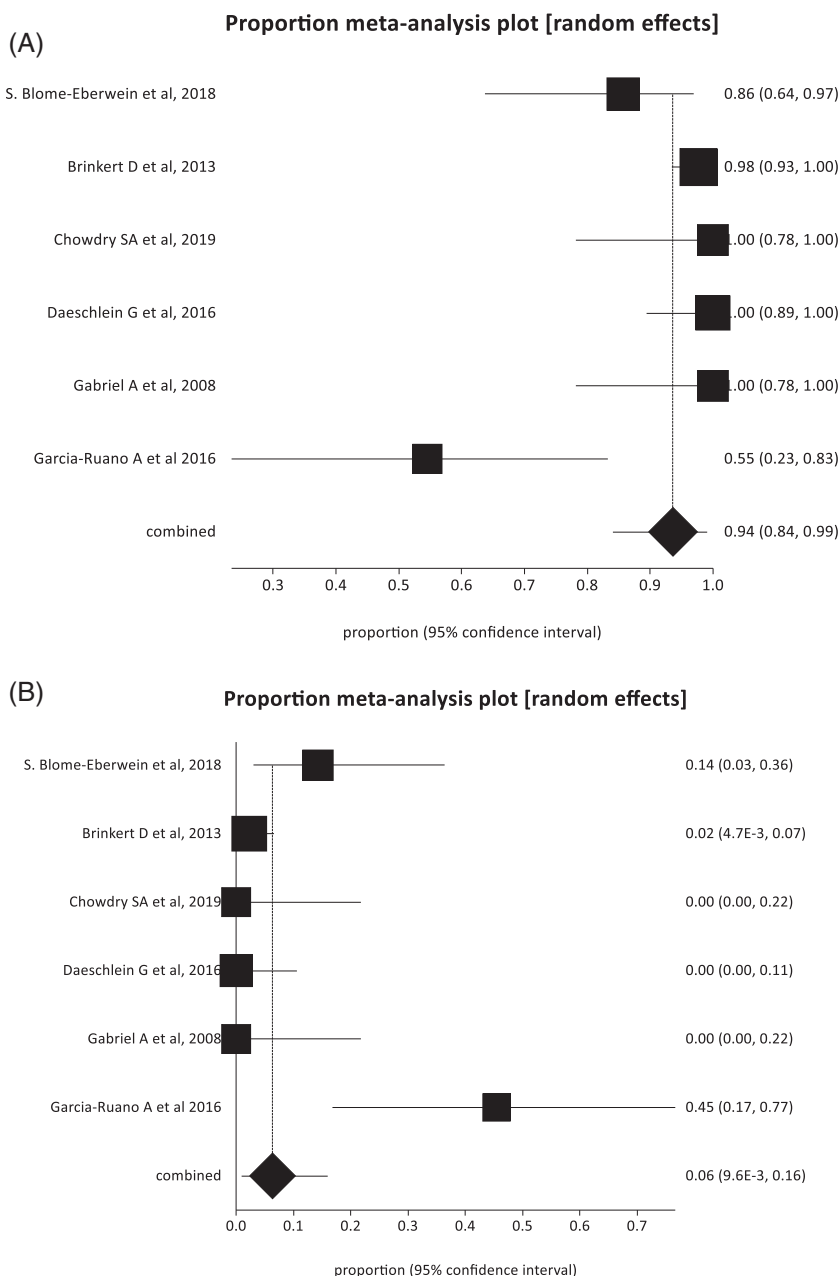 (A)
Proportion meta-analysis plot [random effects]
S. Blome-Eberwein et al, 2018 0.86 (0.64, 0.97)
Brinkert D et al, 2013 0.98 (0.93, 1.00)
Chowdry SA et al, 2019 1.00 (0.78, 1.00)
Daeschlein G et al, 2016 1.00 (0.89, 1.00)
Gabriel A et al, 2008 1.00 (0.78, 1.00)
Garcia-Ruano A et al 2016 0.55 (0.23, 0.83)
combined 0.94 (0.84, 0.99)
0.3 0.4 0.5 0.6 0.7 0.8 0.9 1.0
proportion (95% confidence interval)
(B)
Proportion meta-analysis plot [random effects]
S. Blome-Eberwein et al, 2018 0.14 (0.03, 0.36)
Brinkert D et al, 2013 0.02 (4.7E-3, 0.07)
Chowdry SA et al, 2019 0.00 (0.00, 0.22)
Daeschlein G et al, 2016 0.00 (0.00, 0.11)
Gabriel A et al, 2008 0.00 (0.00, 0.22)
Garcia-Ruano A et al 2016 0.45 (0.17, 0.77)
combined 0.06 (9.6E-3, 0.16)
0.0 0.1 0.2 0.3 0.4 0.5 0.6 0.7
proportion (95% confidence interval)